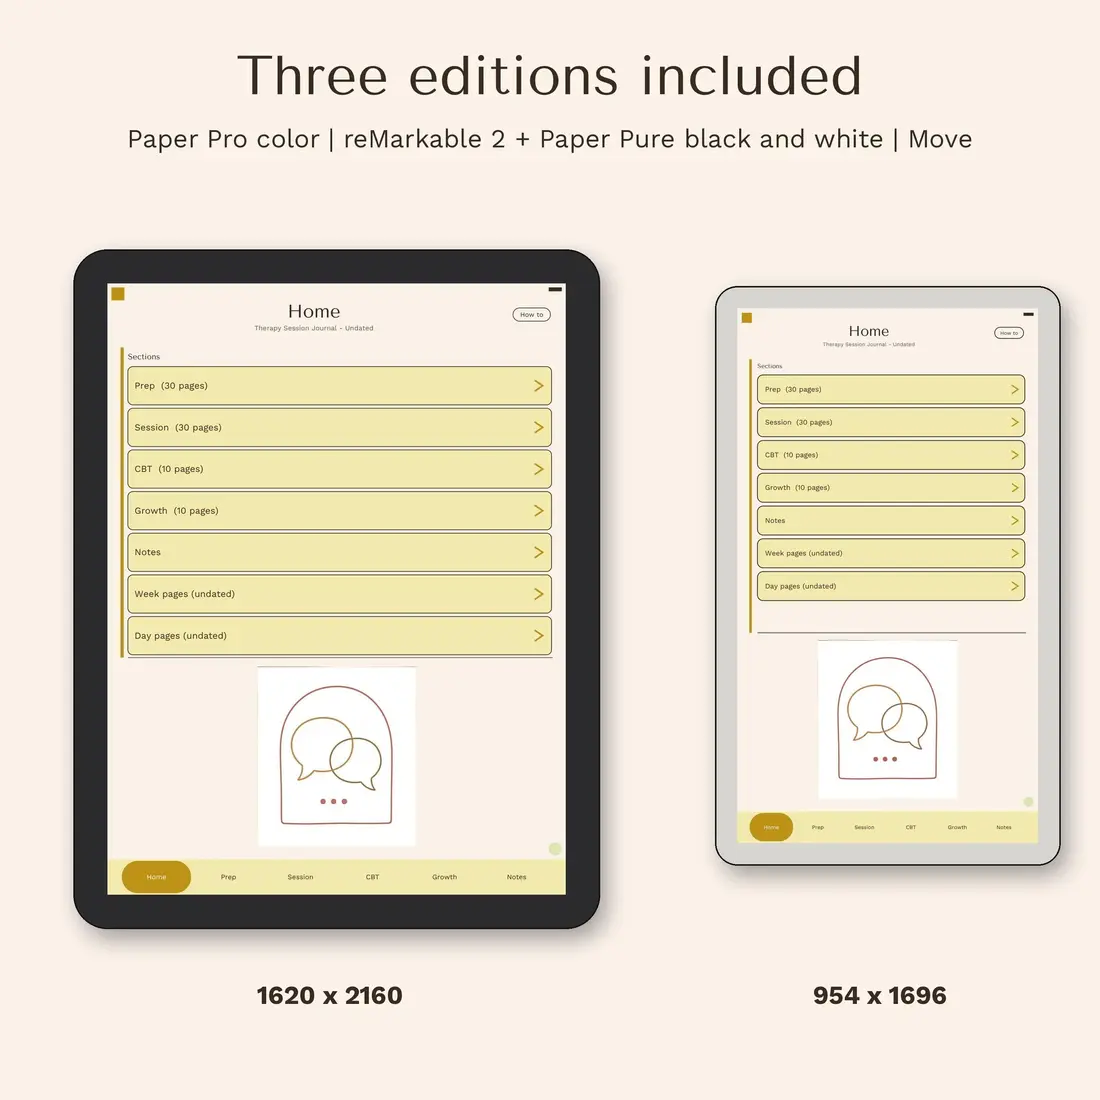 Three editions included
Paper Pro color | reMarkable 2 + Paper Pure black and white | Move
Home
How to
Therapy Session Journal - Undated
Sections
Prep (30 pages)
Session (30 pages)
CBT (10 pages)
Growth (10 pages)
Notes
Week pages (undated)
Day pages (undated)
Home Prep Session CBT Growth Notes
1620 x 2160
Home
How to
Therapy Session Journal - Undated
Sections
Prep (30 pages)
Session (30 pages)
CBT (10 pages)
Growth (10 pages)
Notes
Week pages (undated)
Day pages (undated)
Home Prep Session CBT Growth Notes
954 x 1696